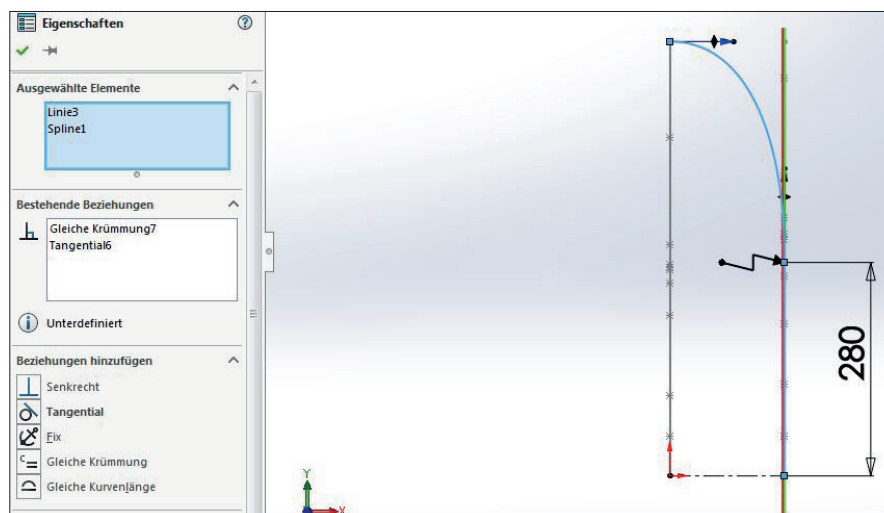 Eigenschaften
Ausgewählte Elemente
Linie3
Spline1
Bestehende Beziehungen
Gleiche Krümmung7
Tangential6
Unterdefiniert
Beziehungen hinzufügen
Senkrecht
Tangential
Fix
Gleiche Krümmung
Gleiche Kurvenlänge
280
Y
X